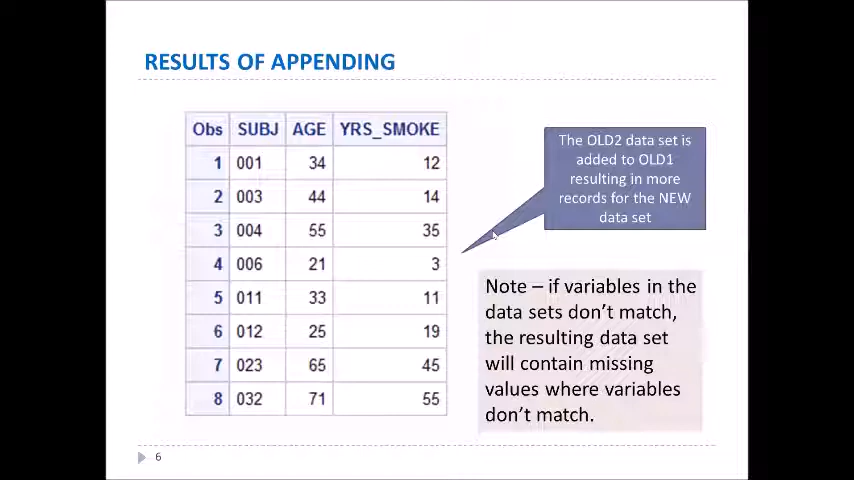 RESULTS OF APPENDING
Obs SUBJ AGE YRS_SMOKE
1 001 34 12
2 003 44 14
3 004 55 35
4 006 21 3
5 011 33 11
6 012 25 19
7 023 65 45
8 032 71 55
The OLD2 data set is
added to OLD1
resulting in more
records for the NEW
data set
Note – if variables in the
data sets don't match,
the resulting data set
will contain missing
values where variables
don't match.
6